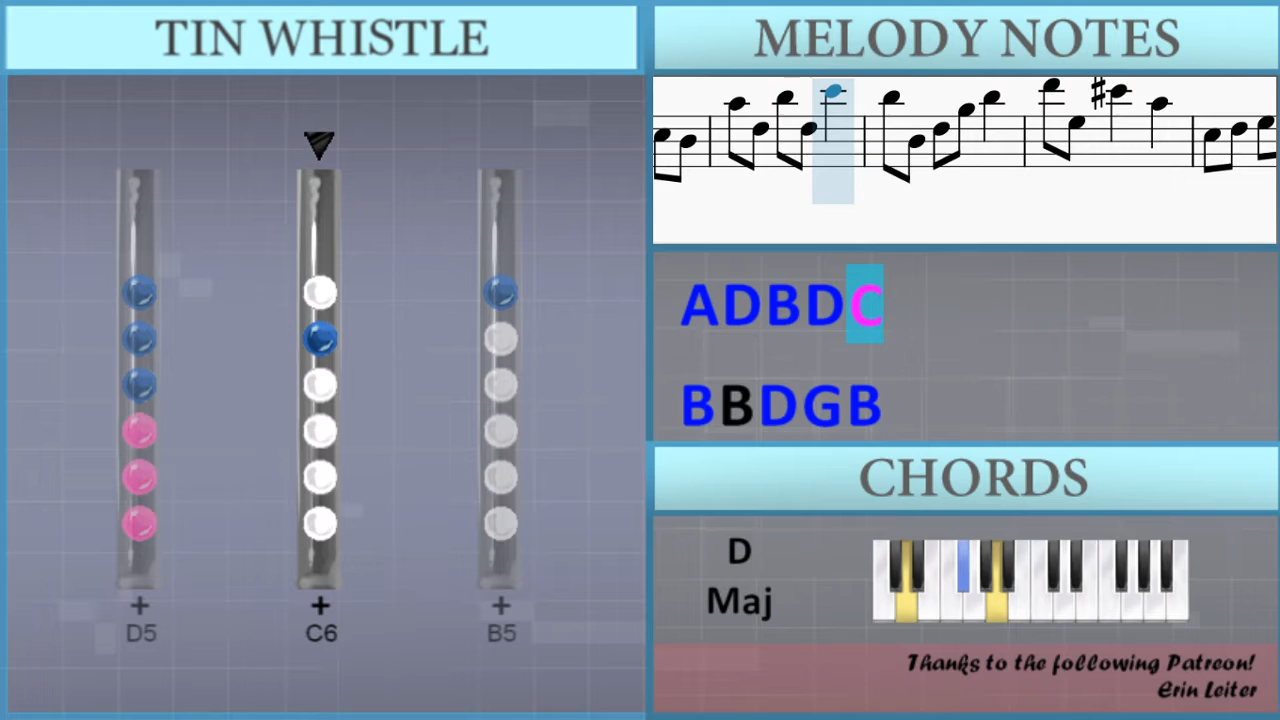 TIN WHISTLE
+
D5
+
C6
+
B5
MELODY NOTES
ADBDC
BBDGB
CHORDS
D
Maj
Thanks to the following Patreon!
Erin Leiter